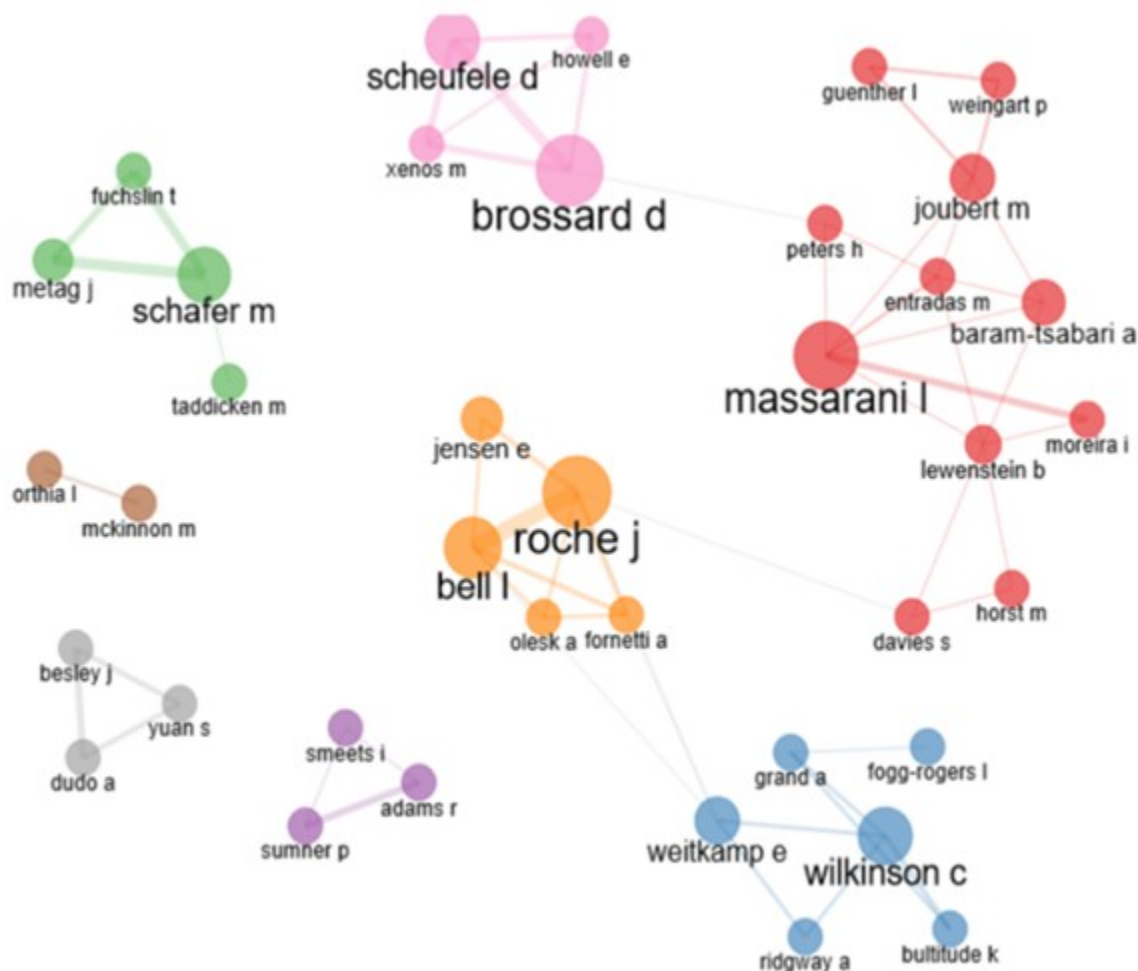 scheufele d
howell e
xenos m
brossard d
guenther l
weingart p
joubert m
peters h
entradas m
baram-tsabari a
massarani l
moreira i
lewenstein b
horst m
davies s
fuchslin t
metag j
schafer m
taddicken m
orthia l
mckinnon m
jensen e
roche j
bell l
olesk a
fornetti a
besley j
yuan s
dudo a
smeets i
adams r
sumner p
grand a
fogg-rogers l
weitkamp e
wilkinson c
ridgway a
bultitude k